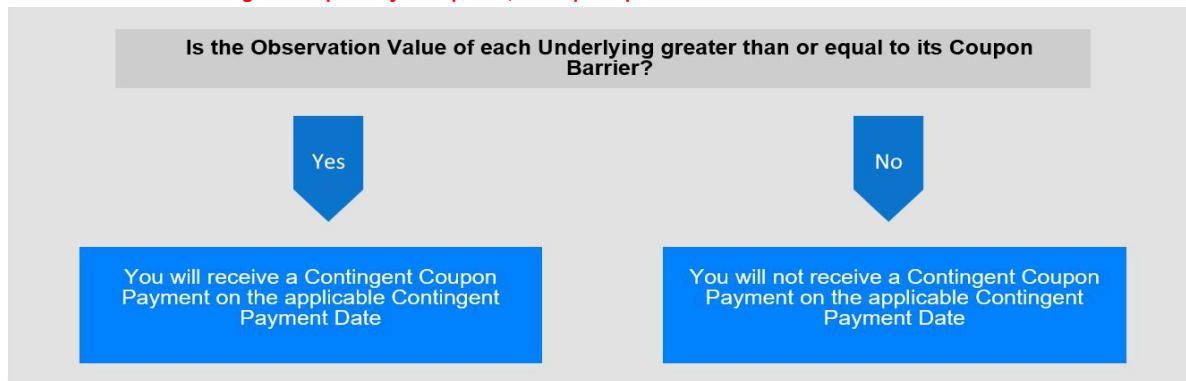 Is the Observation Value of each Underlying greater than or equal to its Coupon
Barrier?
Yes
No
You will receive a Contingent Coupon
Payment on the applicable Contingent
Payment Date
You will not receive a Contingent Coupon
Payment on the applicable Contingent
Payment Date